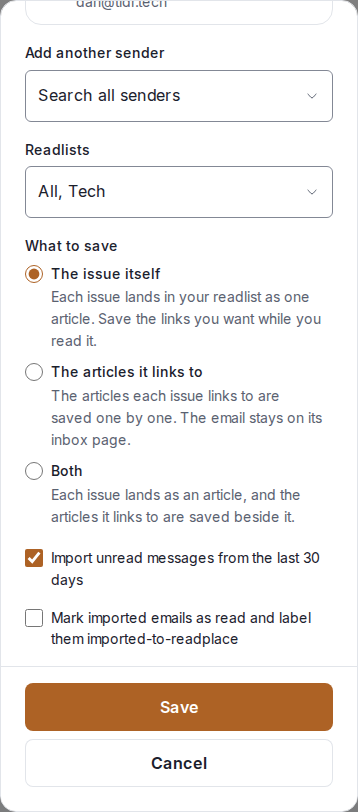 dan@tldr.tech
Add another sender
Search all senders
Readlists
All, Tech
What to save
The issue itself
Each issue lands in your readlist as one
article. Save the links you want while you
read it.
The articles it links to
The articles each issue links to are
saved one by one. The email stays on its
inbox page.
Both
Each issue lands as an article, and the
articles it links to are saved beside it.
Import unread messages from the last 30
days
Mark imported emails as read and label
them imported-to-readplace
Save
Cancel